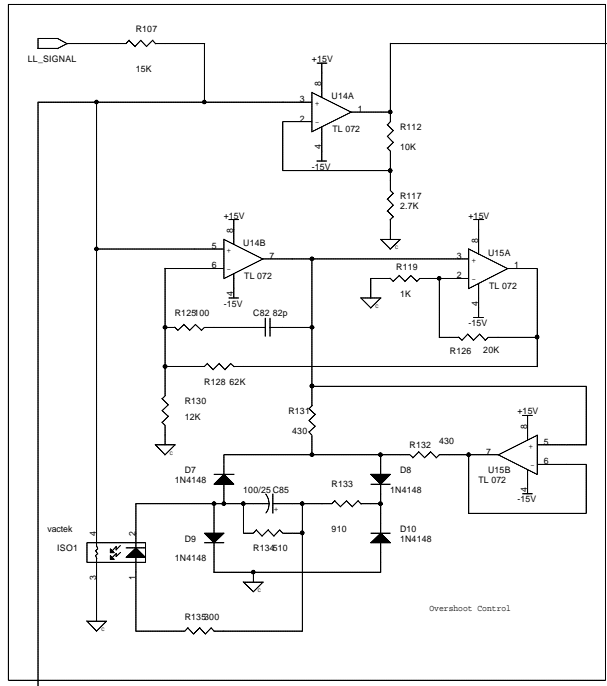 R107
LL_SIGNAL
15K
+15V
8
U14A
3
+
1
2
-
TL 072
R112
10K
4
-15V
R117
2.7K
C
+15V
8
U14B
5
+
7
6
-
TL 072
4
-15V
+15V
8
U15A
3
+
1
2
-
TL 072
4
-15V
R119
1K
C
R125100
C82 82p
R126 20K
R128 62K
R130
12K
C
R131
430
R132 430
+15V
8
5
+
7
6
-
U15B
TL 072
4
-15V
D7
1N4148
D8
1N4148
100/25 C85
+
R133
910
D9
1N4148
D10
1N4148
R134510
C
vactek
ISO1
4
2
3
1
C
R135300
Overshoot Control